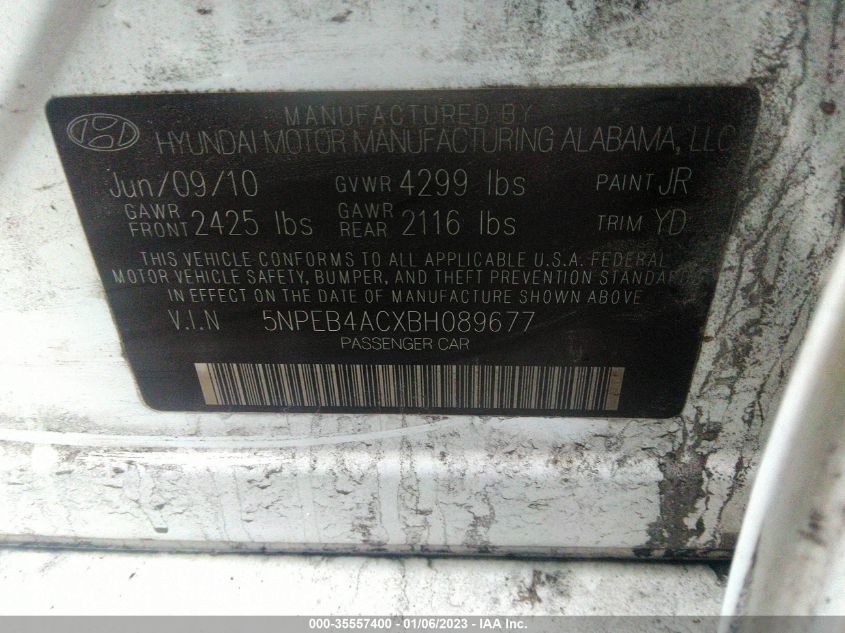 MANUFACTURED BY
HYUNDAI MOTOR MANUFACTURING ALABAMA, LLC
Jun/09/10 GVWR 4299 lbs PAINT JR
GAWR FRONT 2425 lbs GAWR REAR 2116 lbs TRIM YD
THIS VEHICLE CONFORMS TO ALL APPLICABLE U.S.A. FEDERAL
MOTOR VEHICLE SAFETY, BUMPER, AND THEFT PREVENTION STANDARDS
IN EFFECT ON THE DATE OF MANUFACTURE SHOWN ABOVE.
V.I.N 5NPEB4ACXBH089677
PASSENGER CAR
000-35557400 - 01/06/2023 - IAA Inc.